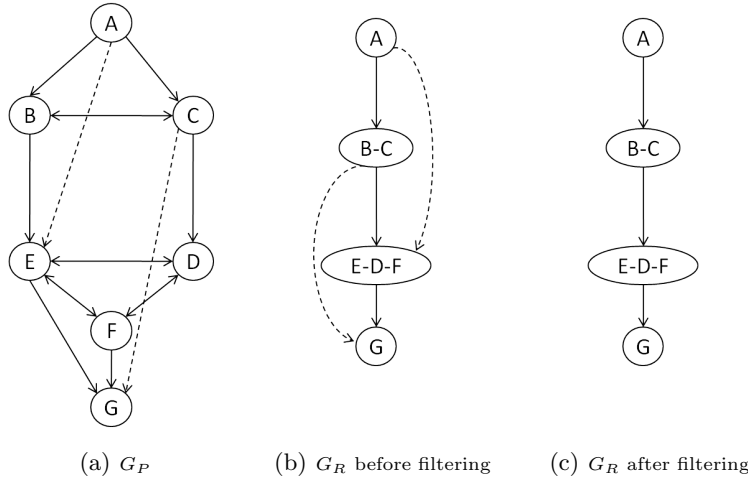 A
B
C
E
D
F
G
(a) G_P
A
B-C
E-D-F
G
(b) G_R before filtering
A
B-C
E-D-F
G
(c) G_R after filtering